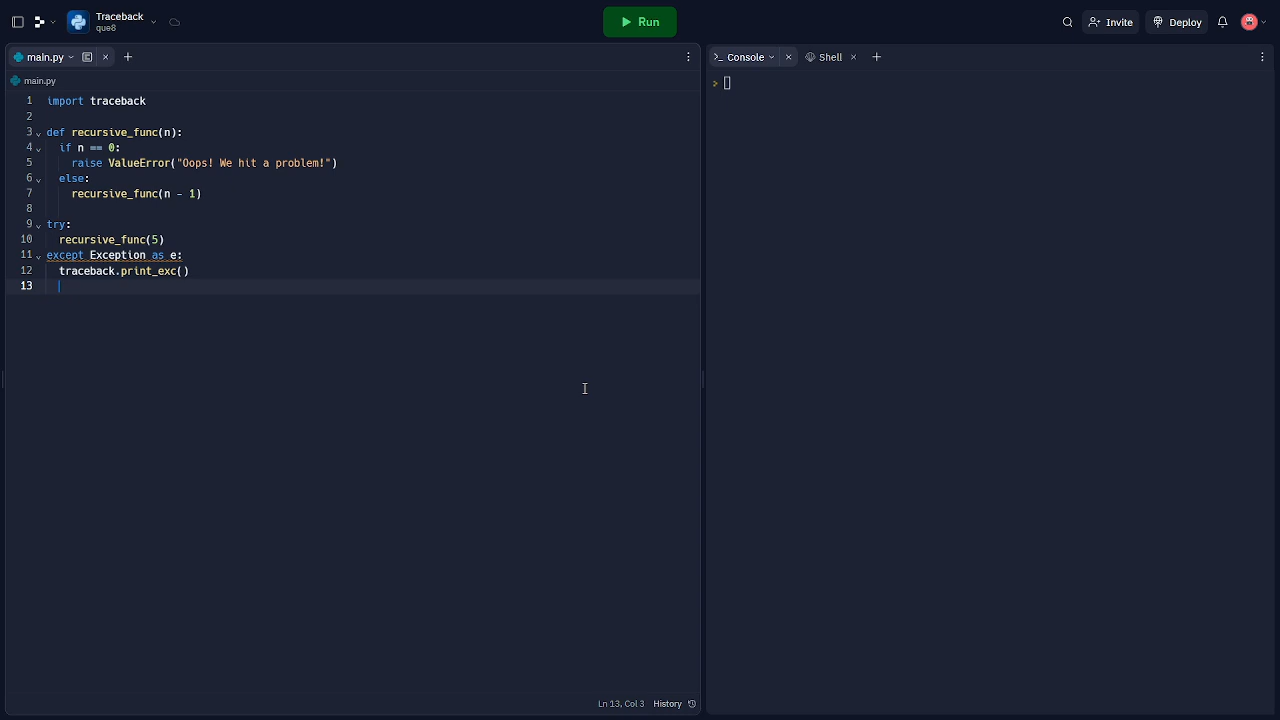 Traceback
que8
Run
Invite
Deploy
main.py
Console
Shell
main.py
1 import traceback
2
3 def recursive_func(n):
4 if n == 0:
5 raise ValueError("Oops! We hit a problem!")
6 else:
7 recursive_func(n - 1)
8
9 try:
10 recursive_func(5)
11 except Exception as e:
12 traceback.print_exc()
13
Ln 13, Col 3 History